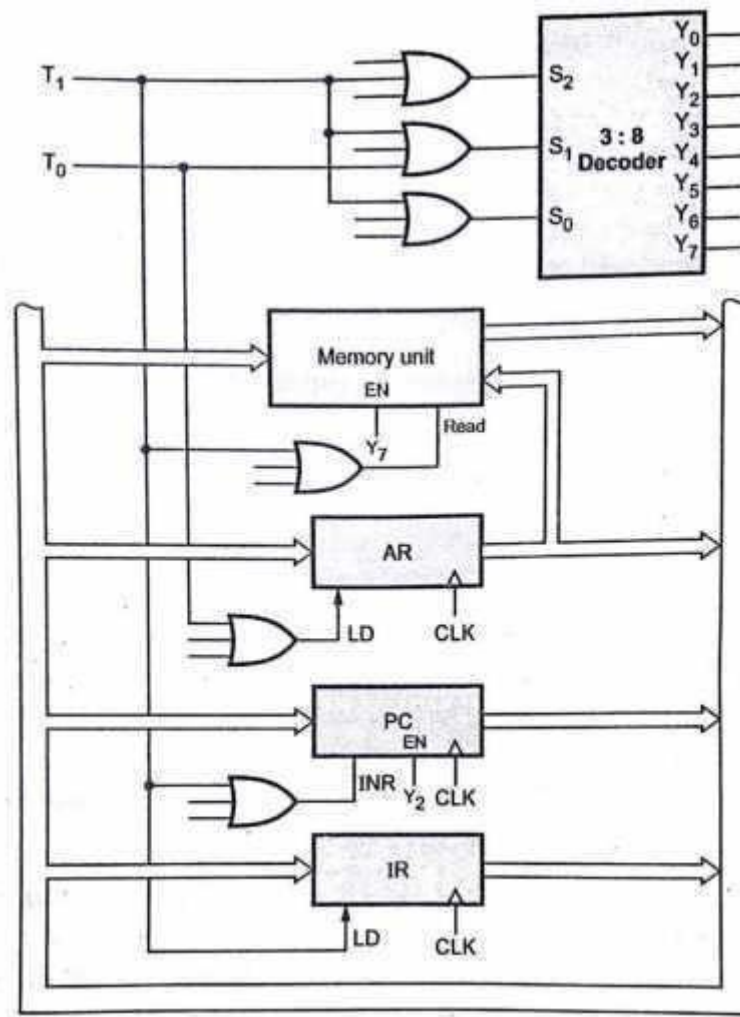 T1
T0
S2
S1
S0
3 : 8
Decoder
Y0
Y1
Y2
Y3
Y4
Y5
Y6
Y7
Memory unit
EN
Y7
Read
AR
LD
CLK
PC
EN
INR
Y2
CLK
IR
LD
CLK